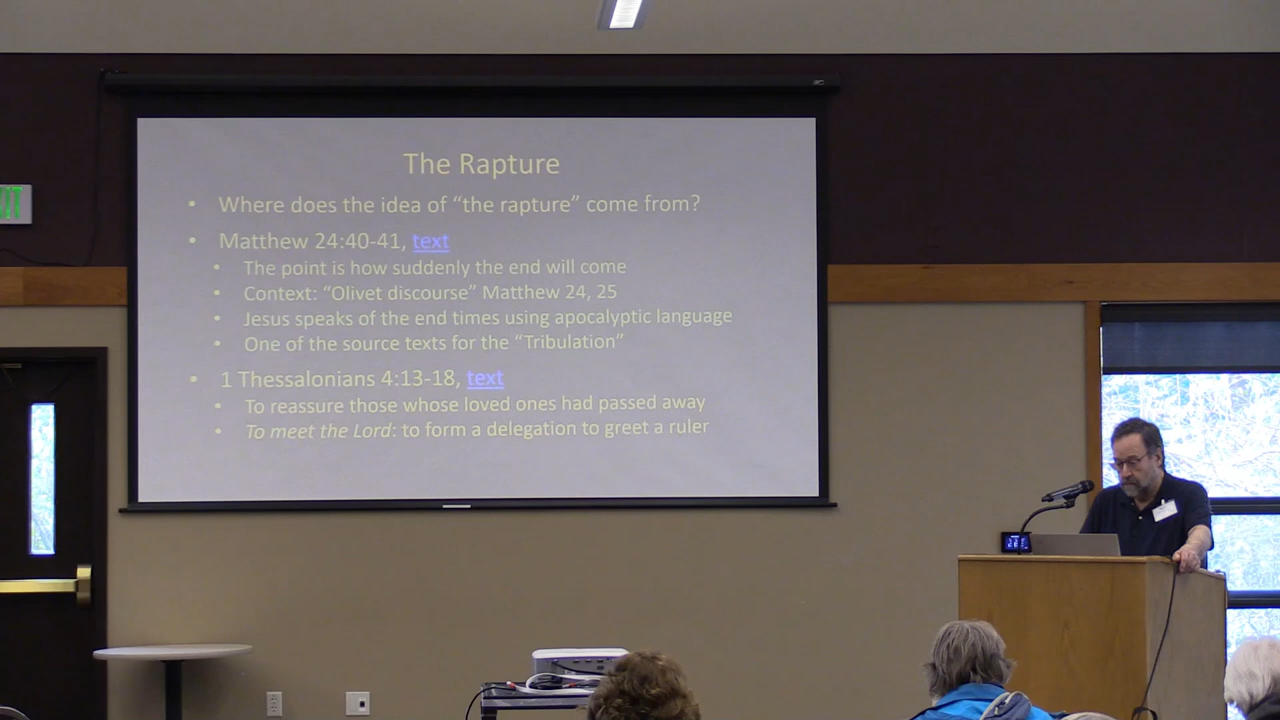 The Rapture
• Where does the idea of “the rapture” come from?
• Matthew 24:40-41, text
• The point is how suddenly the end will come
• Context: “Olivet discourse” Matthew 24, 25
• Jesus speaks of the end times using apocalyptic language
• One of the source texts for the “Tribulation”
• 1 Thessalonians 4:13-18, text
• To reassure those whose loved ones had passed away
• To meet the Lord: to form a delegation to greet a ruler